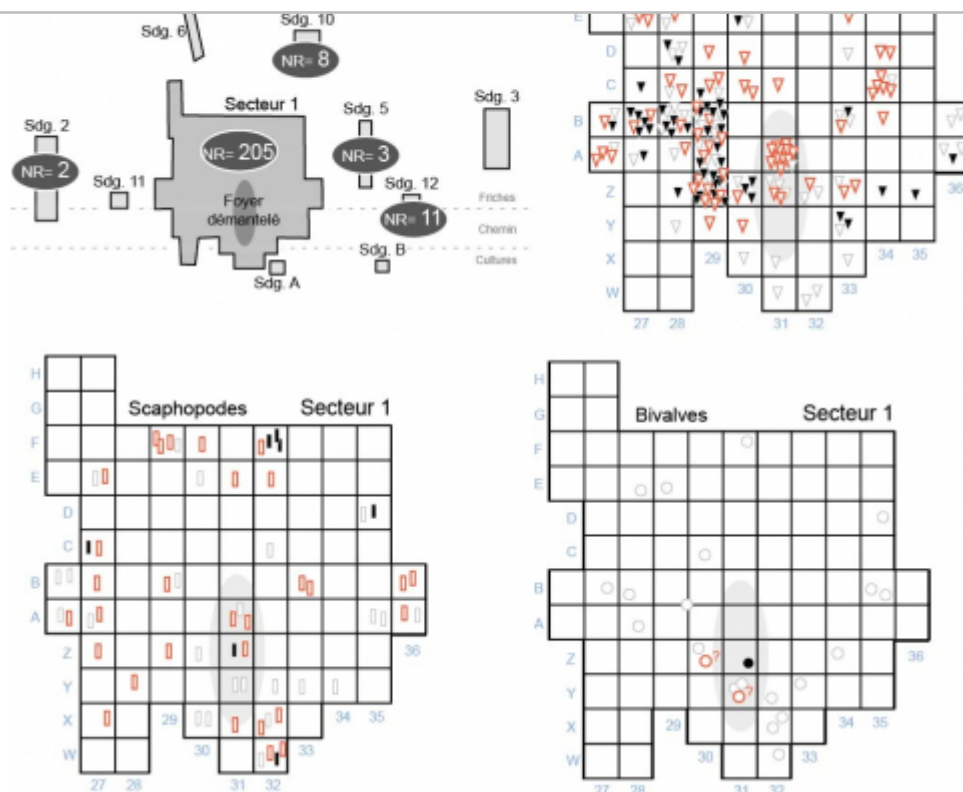 Sdg. 6
Sdg. 10
NR= 8
Secteur 1
Sdg. 5
Sdg. 3
Sdg. 2
NR= 205
NR= 3
NR= 2
Sdg. 11
Sdg. 12
Foyer
démantelé
Friches
NR= 11
Chemin
Sdg. B
Cultures
Sdg. A
E
D
C
B
A
Z
Y
X
W
27
28
29
30
31
32
33
34
35
36
H
G
Scaphopodes
Secteur 1
F
E
D
C
B
A
Z
Y
X
W
27
28
29
30
31
32
33
34
35
36
H
G
Bivalves
Secteur 1
F
E
D
C
B
A
Z
?
Y
?
X
W
27
28
29
30
31
32
33
34
35
36